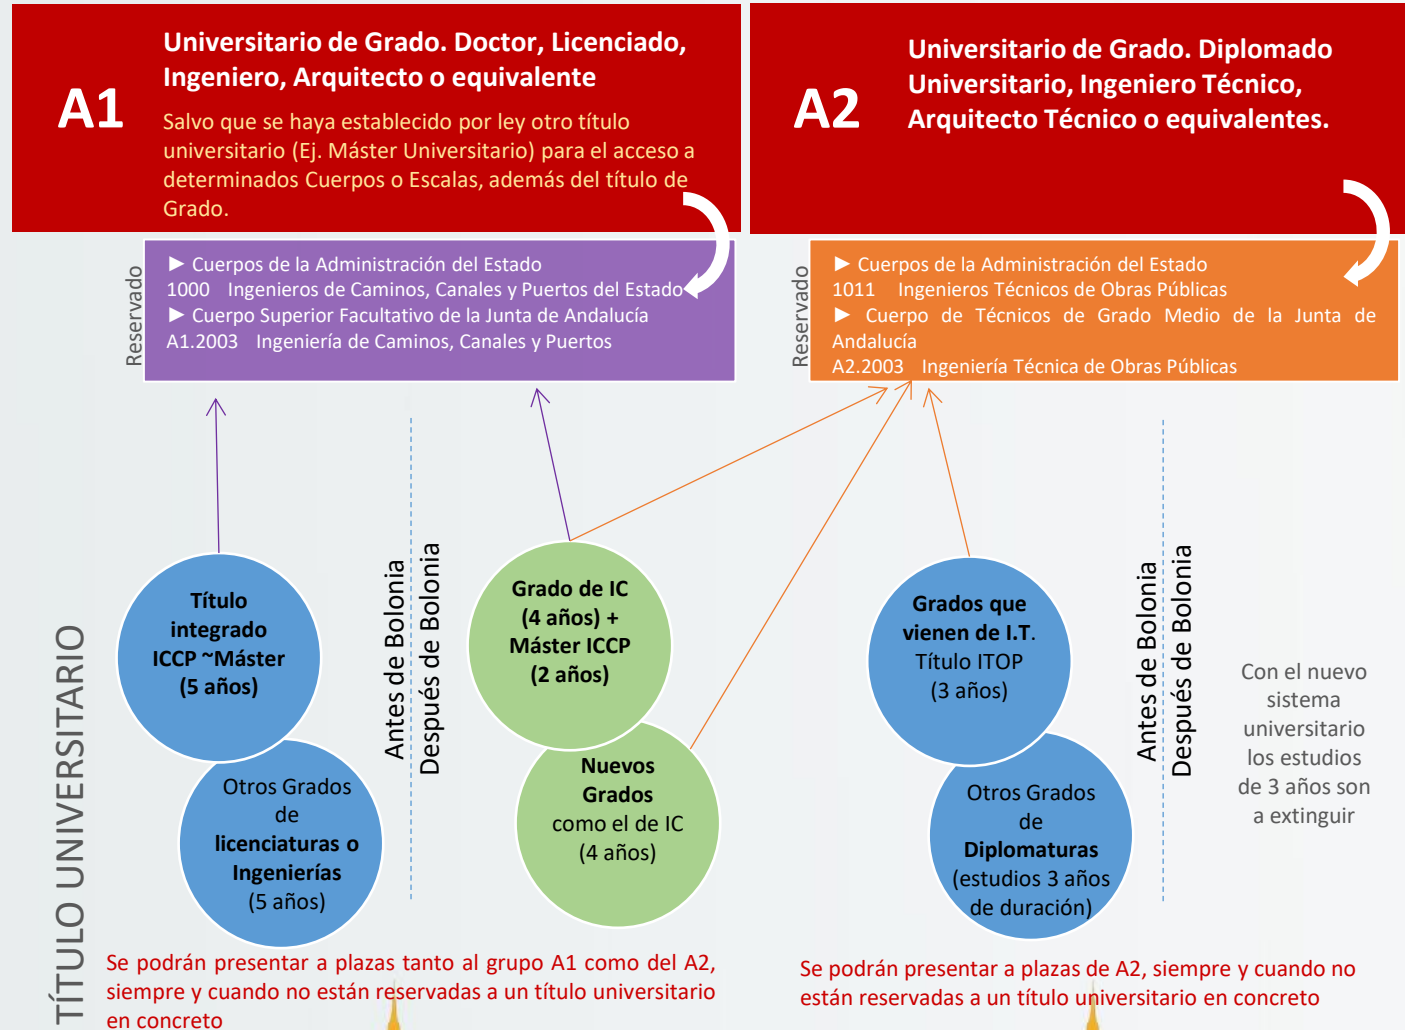 A1
Universitario de Grado. Doctor, Licenciado,
Ingeniero, Arquitecto o equivalente
Salvo que se haya establecido por ley otro título
universitario (Ej. Máster Universitario) para el acceso a
determinados Cuerpos o Escalas, además del título de
Grado.
A2
Universitario de Grado. Diplomado
Universitario, Ingeniero Técnico,
Arquitecto Técnico o equivalentes.
Reservado
► Cuerpos de la Administración del Estado
1000 Ingenieros de Caminos, Canales y Puertos del Estado
► Cuerpo Superior Facultativo de la Junta de Andalucía
A1.2003 Ingeniería de Caminos, Canales y Puertos
Reservado
► Cuerpos de la Administración del Estado
1011 Ingenieros Técnicos de Obras Públicas
► Cuerpo de Técnicos de Grado Medio de la Junta de
Andalucía
A2.2003 Ingeniería Técnica de Obras Públicas
TÍTULO UNIVERSITARIO
Título
integrado
ICCP ~Máster
(5 años)
Otros Grados
de
licenciaturas o
Ingenierías
(5 años)
Antes de Bolonia
Después de Bolonia
Grado de IC
(4 años) +
Máster ICCP
(2 años)
Nuevos
Grados
como el de IC
(4 años)
Grados que
vienen de I.T.
Título ITOP
(3 años)
Otros Grados
de
Diplomaturas
(estudios 3 años
de duración)
Antes de Bolonia
Después de Bolonia
Con el nuevo
sistema
universitario
los estudios
de 3 años son
a extinguir
Se podrán presentar a plazas tanto al grupo A1 como del A2,
siempre y cuando no están reservadas a un título universitario
en concreto
Se podrán presentar a plazas de A2, siempre y cuando no
están reservadas a un título universitario en concreto